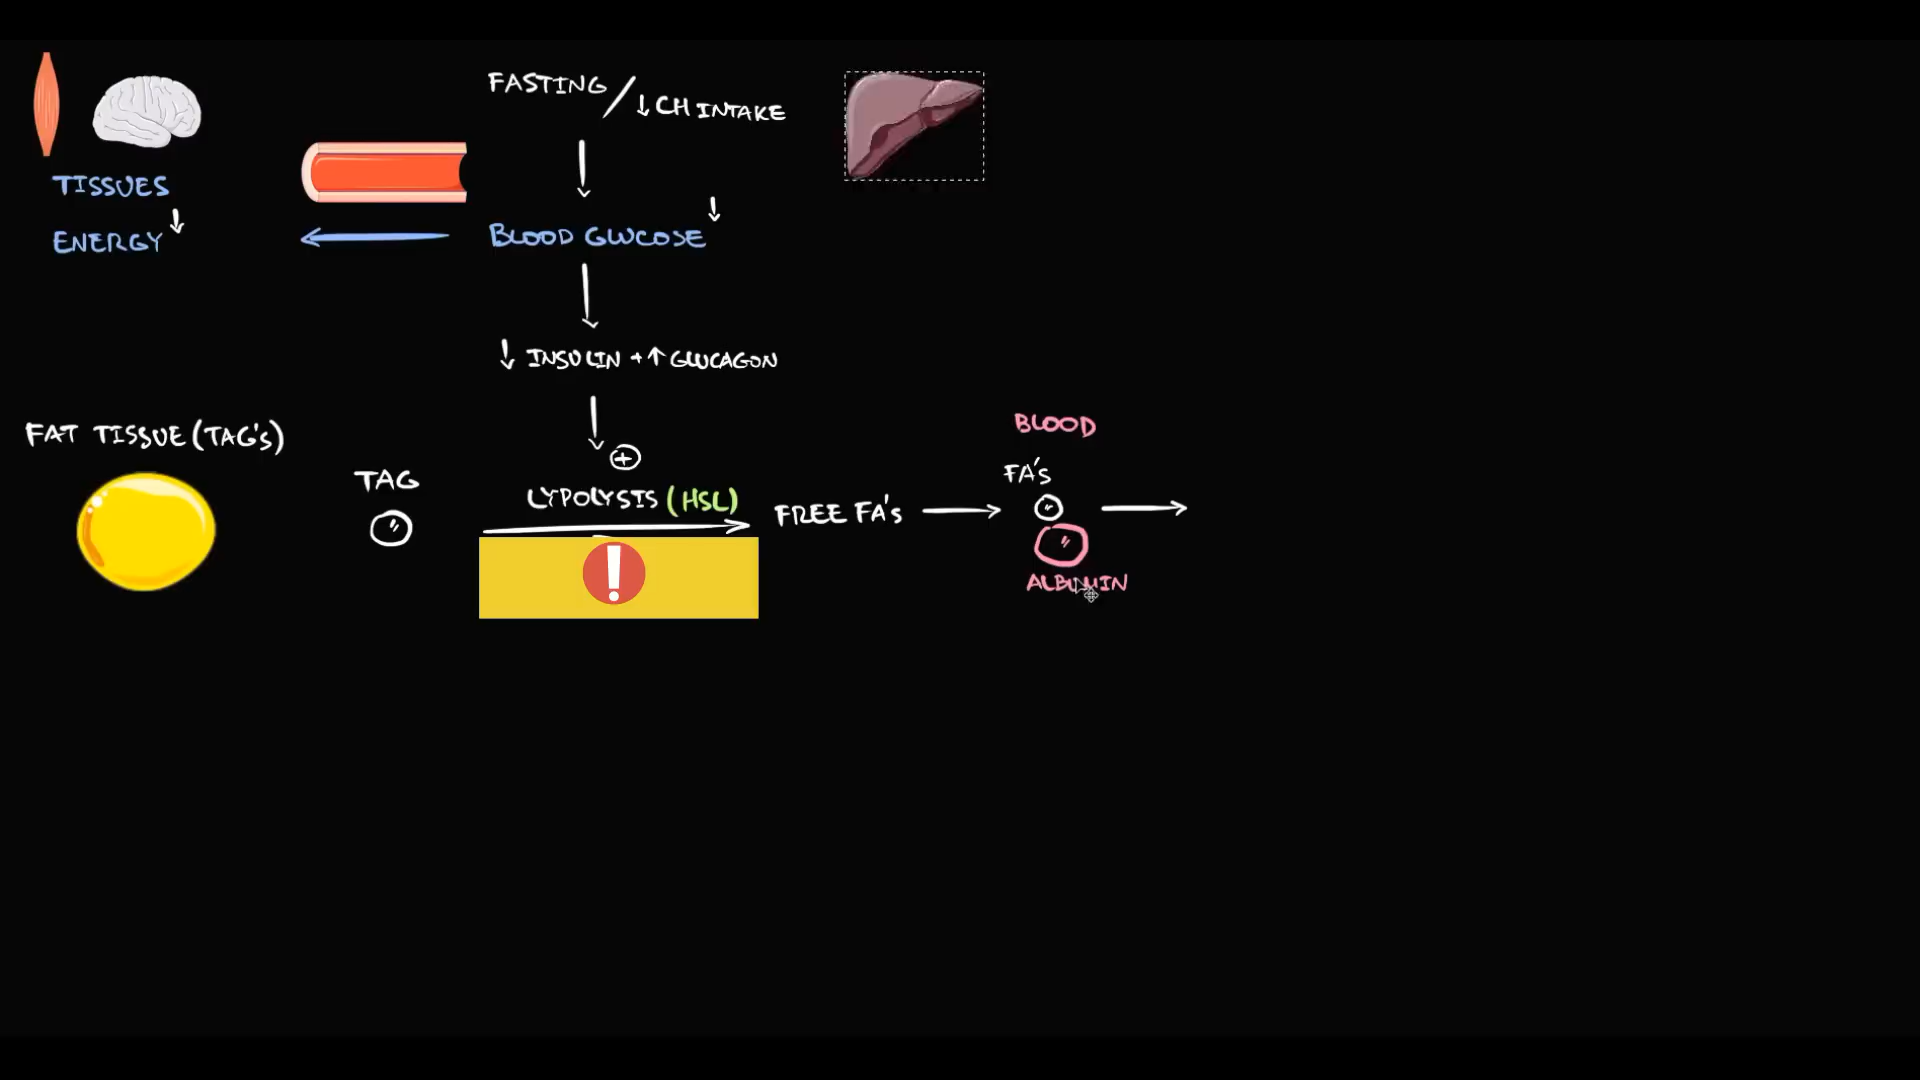 FASTING / ↓ CH INTAKE
TISSUES
ENERGY ↓
BLOOD GLUCOSE ↓
↓ INSULIN + ↑ GLUCAGON
FAT TISSUE (TAG's)
TAG
+
LYPOLYSIS (HSL)
!
FREE FA's
BLOOD
FA's
ALBUMIN